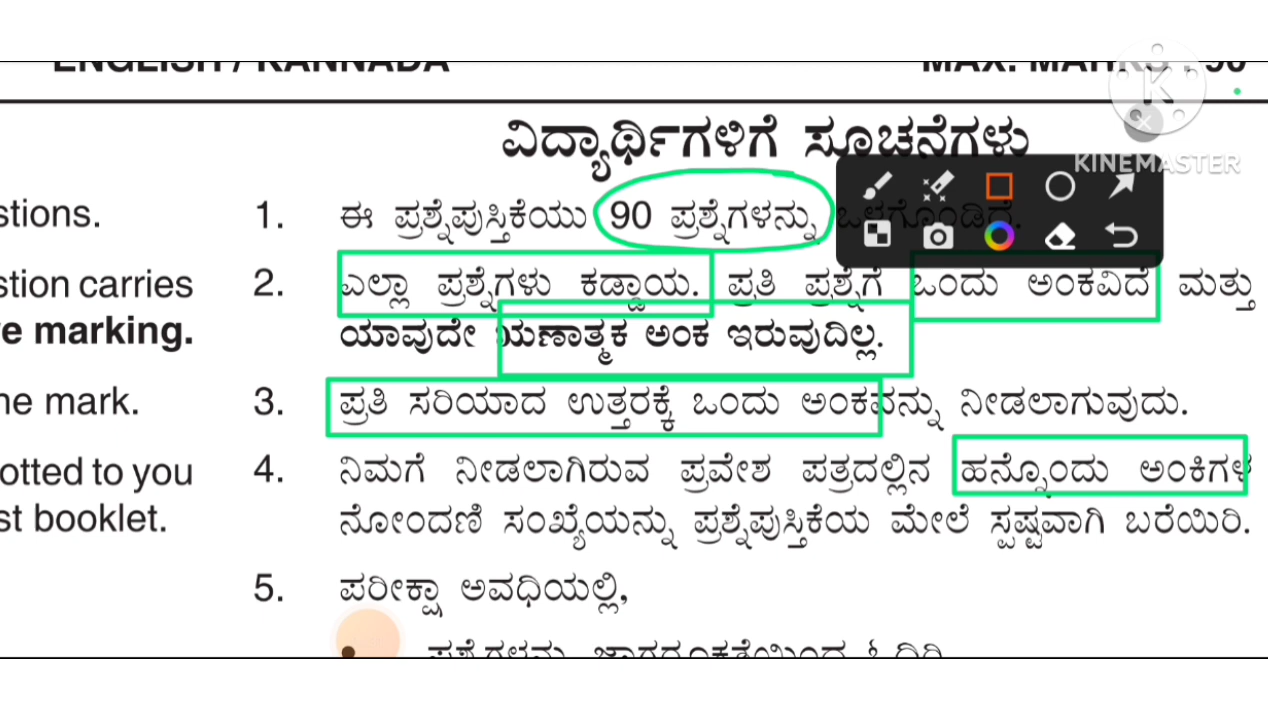 ENGLISH / KANNADA MAX. MARKS : 90
KINEMASTER
ವಿದ್ಯಾರ್ಥಿಗಳಿಗೆ ಸೂಚನೆಗಳು
stions. 1. ಈ ಪ್ರಶ್ನೆಪುಸ್ತಿಕೆಯು 90 ಪ್ರಶ್ನೆಗಳನ್ನು ಒಳಗೊಂಡಿದೆ.
stion carries 2. ಎಲ್ಲಾ ಪ್ರಶ್ನೆಗಳು ಕಡ್ಡಾಯ. ಪ್ರತಿ ಪ್ರಶ್ನೆಗೆ ಒಂದು ಅಂಕವಿದೆ ಮತ್ತು
e marking. ಯಾವುದೇ ಋಣಾತ್ಮಕ ಅಂಕ ಇರುವುದಿಲ್ಲ.
ne mark. 3. ಪ್ರತಿ ಸರಿಯಾದ ಉತ್ತರಕ್ಕೆ ಒಂದು ಅಂಕವನ್ನು ನೀಡಲಾಗುವುದು.
otted to you 4. ನಿಮಗೆ ನೀಡಲಾಗಿರುವ ಪ್ರವೇಶ ಪತ್ರದಲ್ಲಿನ ಹನ್ನೊಂದು ಅಂಕಿಗಳ
st booklet. ನೋಂದಣಿ ಸಂಖ್ಯೆಯನ್ನು ಪ್ರಶ್ನೆಪುಸ್ತಿಕೆಯ ಮೇಲೆ ಸ್ಪಷ್ಟವಾಗಿ ಬರೆಯಿರಿ.
5. ಪರೀಕ್ಷಾ ಅವಧಿಯಲ್ಲಿ,